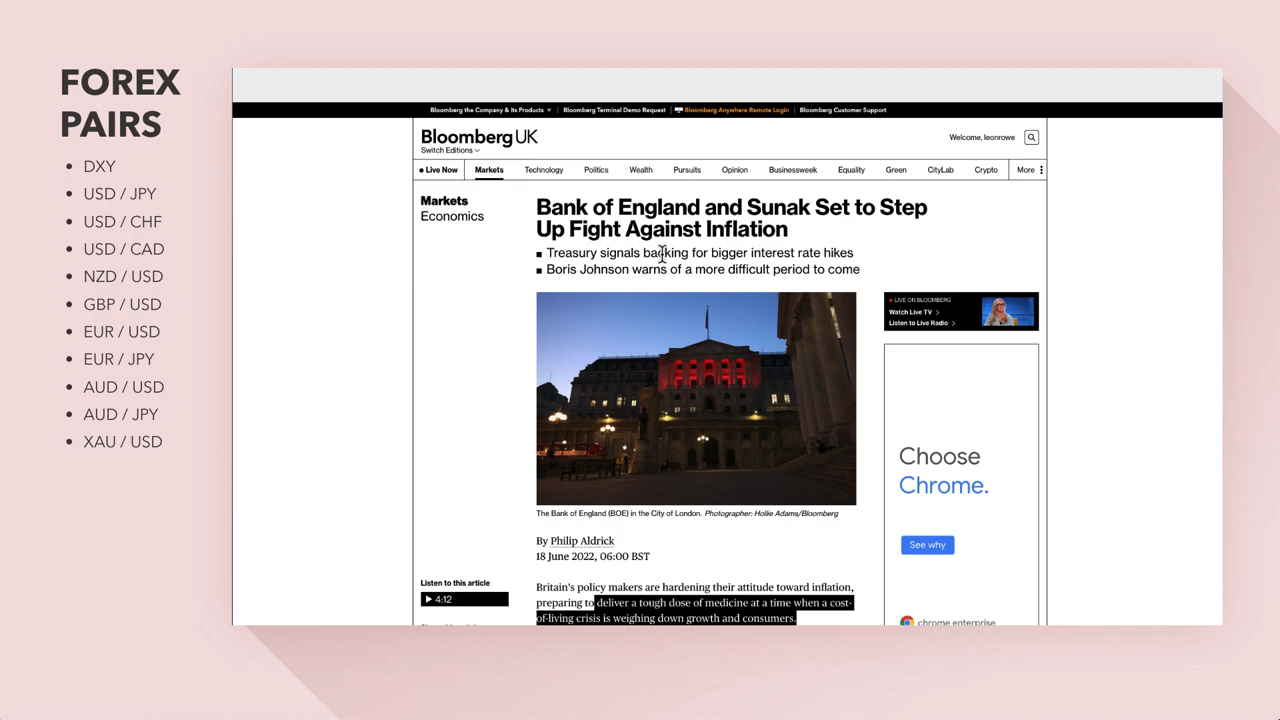 FOREX
PAIRS
• DXY
• USD / JPY
• USD / CHF
• USD / CAD
• NZD / USD
• GBP / USD
• EUR / USD
• EUR / JPY
• AUD / USD
• AUD / JPY
• XAU / USD
Bloomberg the Company & Its Products | Bloomberg Terminal Demo Request | Bloomberg Anywhere Remote Login | Bloomberg Customer Support
Bloomberg UK
Switch Editions
Welcome, leonrowe
Live Now Markets Technology Politics Wealth Pursuits Opinion Businessweek Equality Green CityLab Crypto More
Markets
Economics
Bank of England and Sunak Set to Step
Up Fight Against Inflation
Treasury signals backing for bigger interest rate hikes
Boris Johnson warns of a more difficult period to come
LIVE ON BLOOMBERG
Watch Live TV
Listen to Live Radio
The Bank of England (BOE) in the City of London. Photographer: Hollie Adams/Bloomberg
By Philip Aldrick
18 June 2022, 06:00 BST
Listen to this article
4:12
Britain's policy makers are hardening their attitude toward inflation,
preparing to deliver a tough dose of medicine at a time when a cost-
of-living crisis is weighing down growth and consumers.
Choose
Chrome.
See why
chrome enterprise